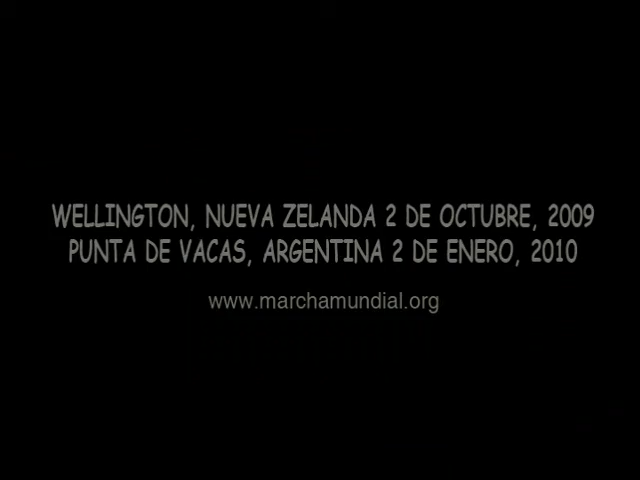 WELLINGTON, NUEVA ZELANDA 2 DE OCTUBRE, 2009
PUNTA DE VACAS, ARGENTINA 2 DE ENERO, 2010
www.marchamundial.org